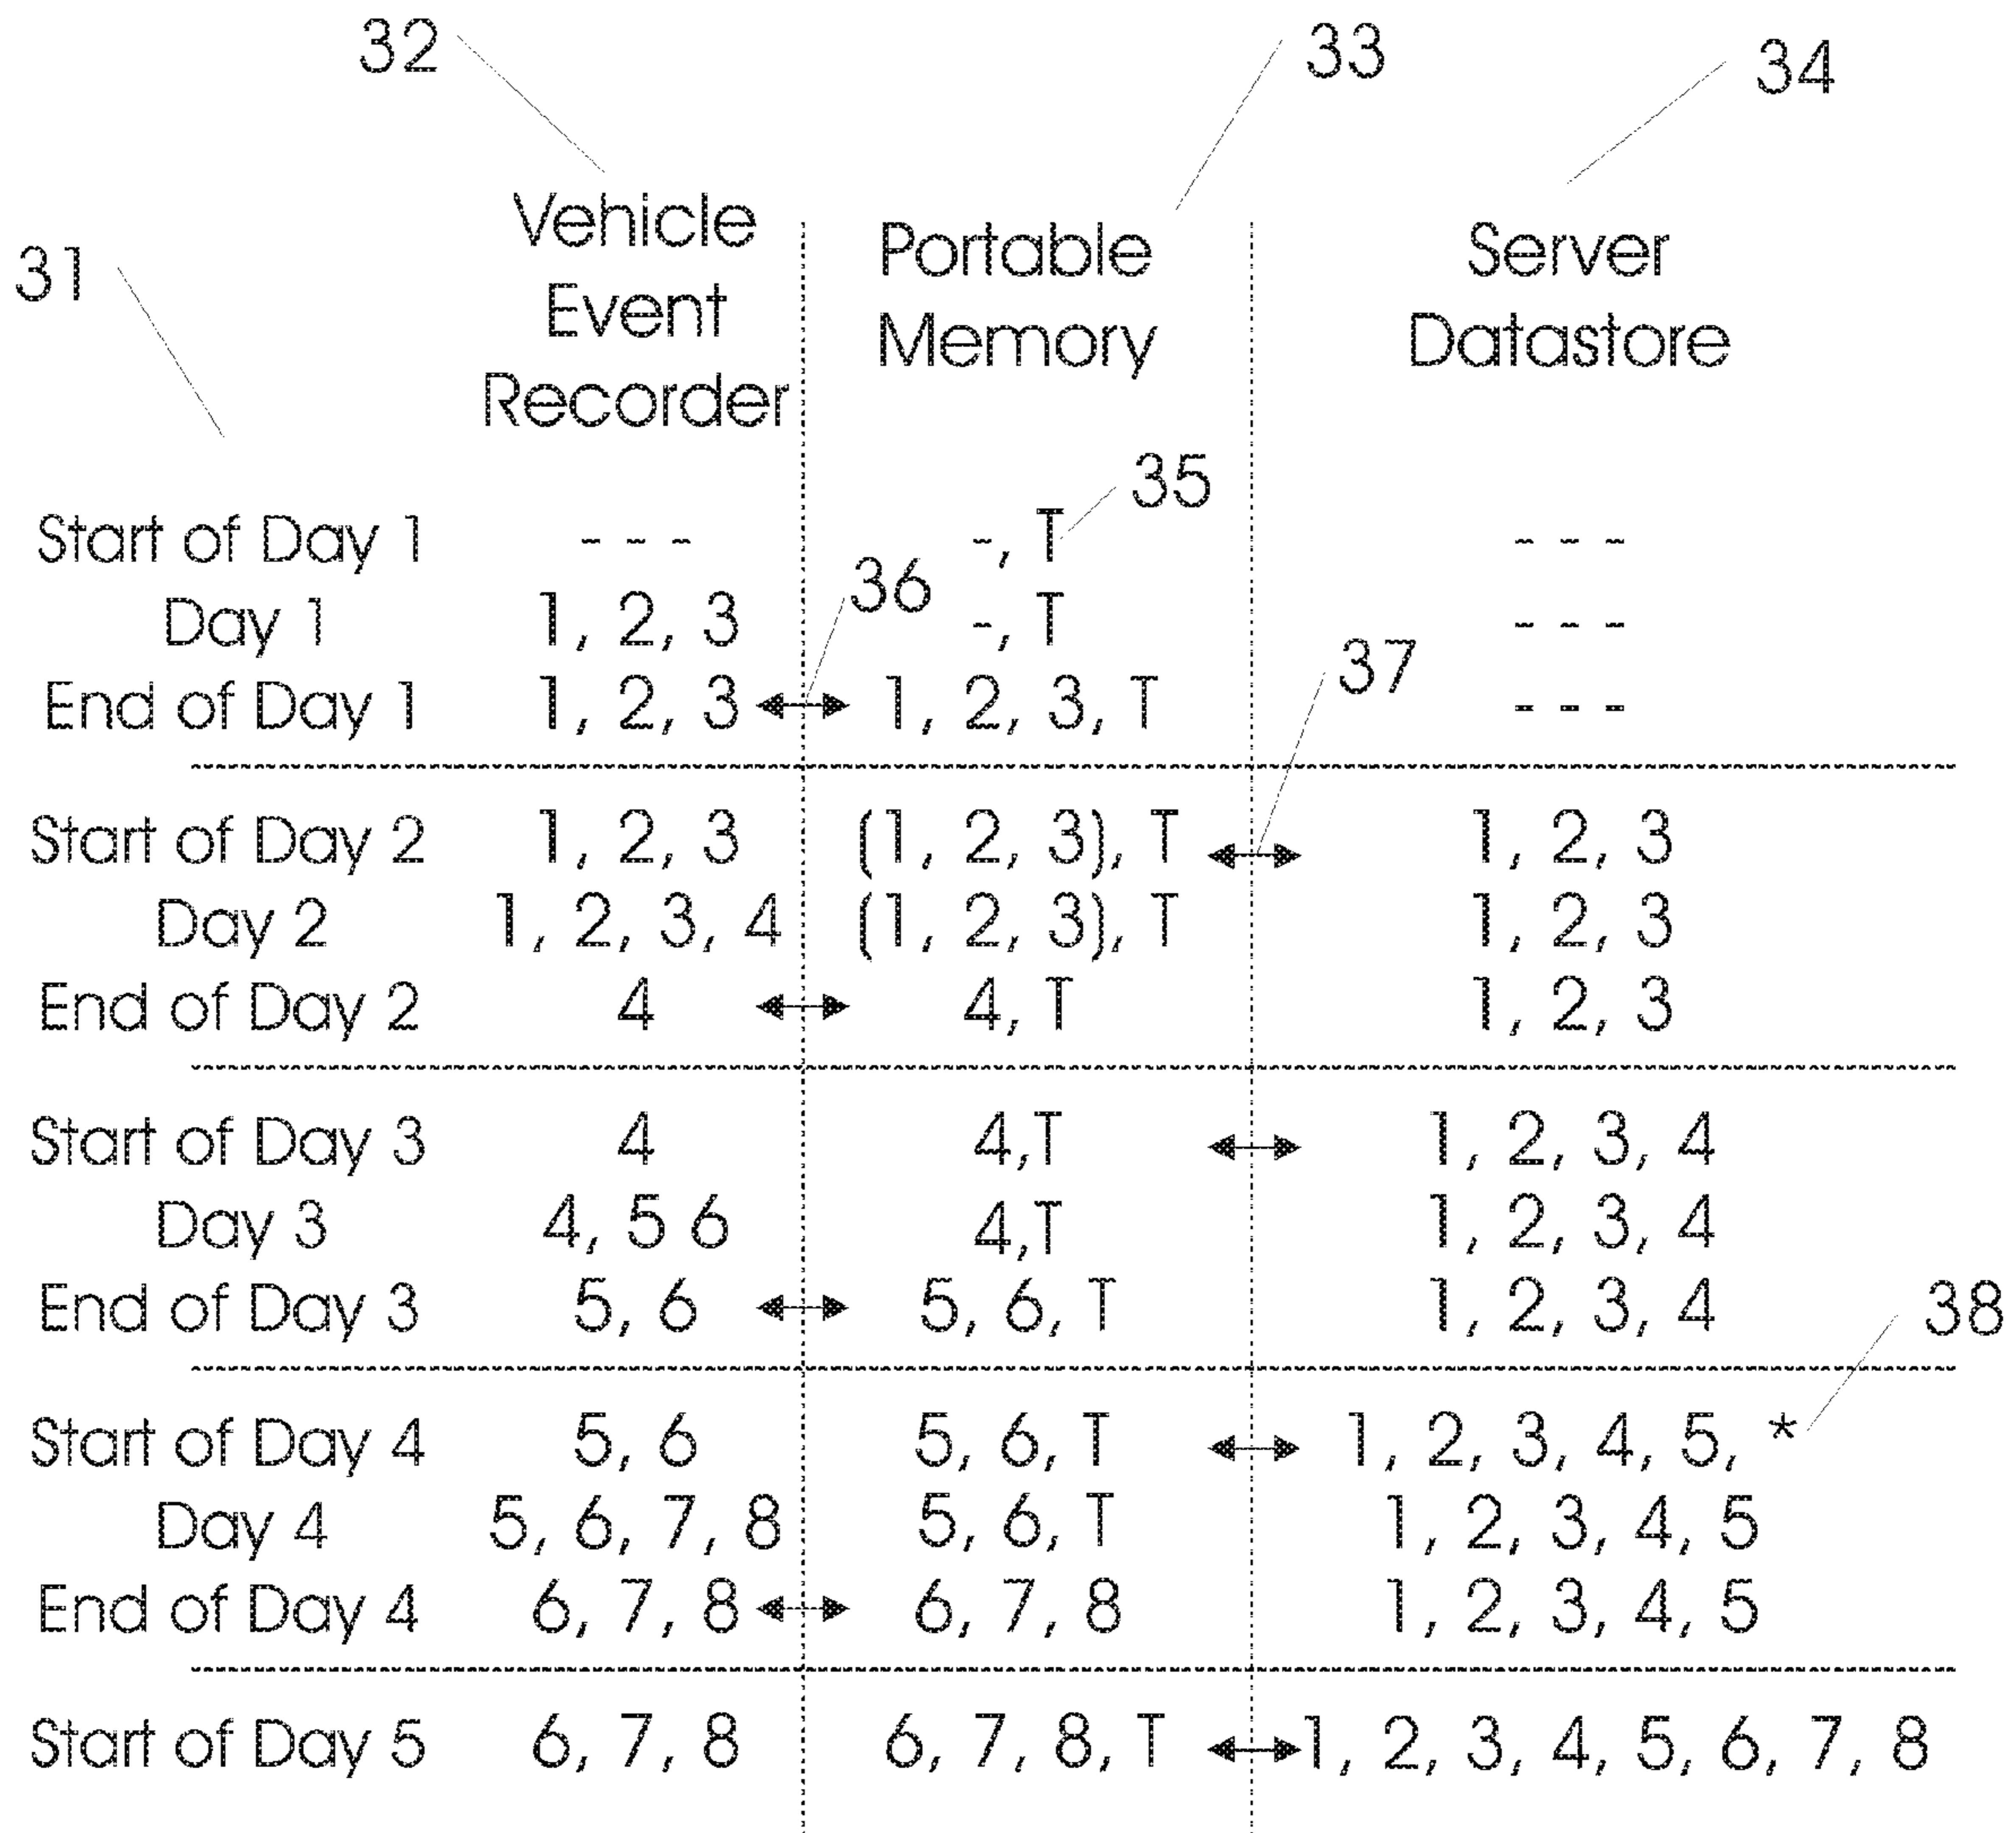 32
33
34
31
Vehicle
Event
Recorder
Portable
Memory
Server
Datastore
35
Start of Day 1 - - - -, T - - -
36
Day 1 1, 2, 3 -, T - - -
37
End of Day 1 1, 2, 3 1, 2, 3, T - - -
Start of Day 2 1, 2, 3 (1, 2, 3), T 1, 2, 3
Day 2 1, 2, 3, 4 (1, 2, 3), T 1, 2, 3
End of Day 2 4 4, T 1, 2, 3
Start of Day 3 4 4,T 1, 2, 3, 4
Day 3 4, 5 6 4,T 1, 2, 3, 4
End of Day 3 5, 6 5, 6, T 1, 2, 3, 4
38
Start of Day 4 5, 6 5, 6, T 1, 2, 3, 4, 5, *
Day 4 5, 6, 7, 8 5, 6, T 1, 2, 3, 4, 5
End of Day 4 6, 7, 8 6, 7, 8 1, 2, 3, 4, 5
Start of Day 5 6, 7, 8 6, 7, 8, T 1, 2, 3, 4, 5, 6, 7, 8